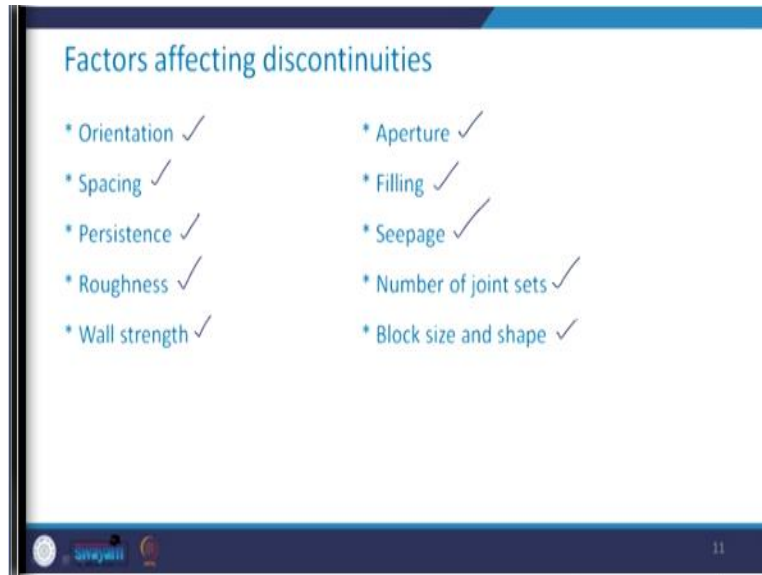 Factors affecting discontinuities
* Orientation
* Spacing
* Persistence
* Roughness
* Wall strength
* Aperture
* Filling
* Seepage
* Number of joint sets
* Block size and shape
swayam
11